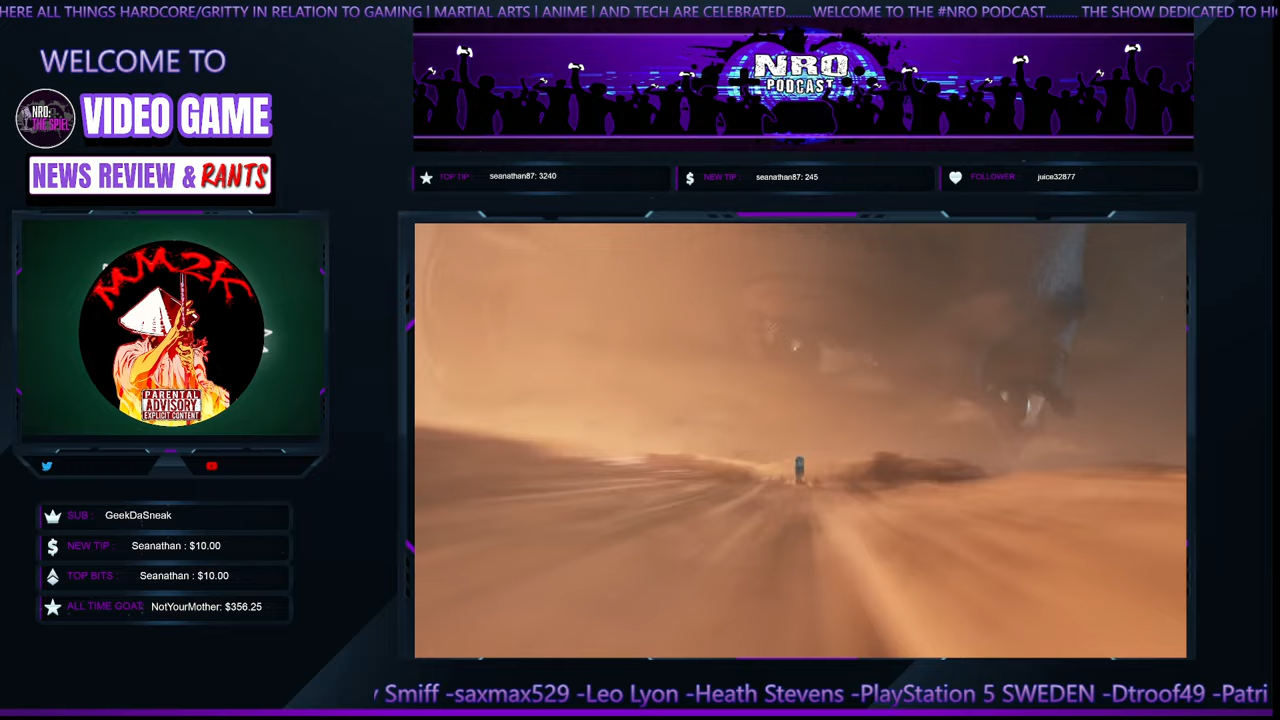 HERE ALL THINGS HARDCORE/GRITTY IN RELATION TO GAMING | MARTIAL ARTS | ANIME | AND TECH ARE CELEBRATED........WELCOME TO THE #NRO PODCAST......... THE SHOW DEDICATED TO HI
WELCOME TO
NRO:
THE SPIEL
VIDEO GAME
NEWS REVIEW & RANTS
NRO
PODCAST
TOP TIP : seanathan87: 3240
NEW TIP : seanathan87: 245
FOLLOWER : juice32877
MM2K
PARENTAL
ADVISORY
EXPLICIT CONTENT
SUB : GeekDaSneak
NEW TIP : Seanathan : $10.00
TOP BITS : Seanathan : $10.00
ALL TIME GOAT: NotYourMother: $356.25
Smiff -saxmax529 -Leo Lyon -Heath Stevens -PlayStation 5 SWEDEN -Dtroof49 -Patri